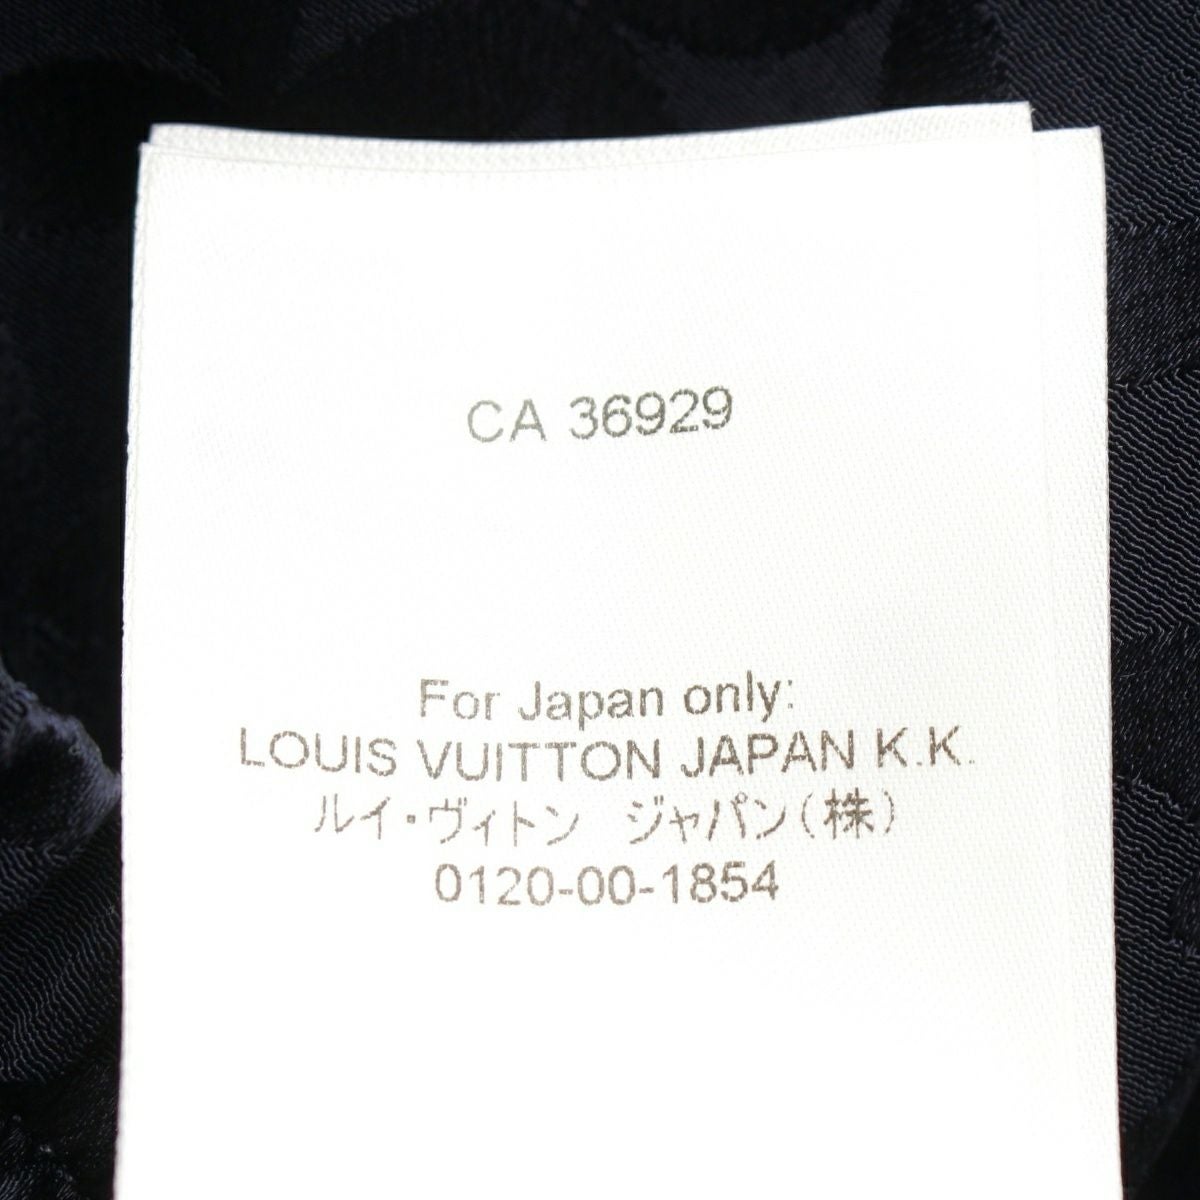 CA 36929
For Japan only:
LOUIS VUITTON JAPAN K.K.
ルイ・ヴィトン　ジャパン(株)
0120-00-1854